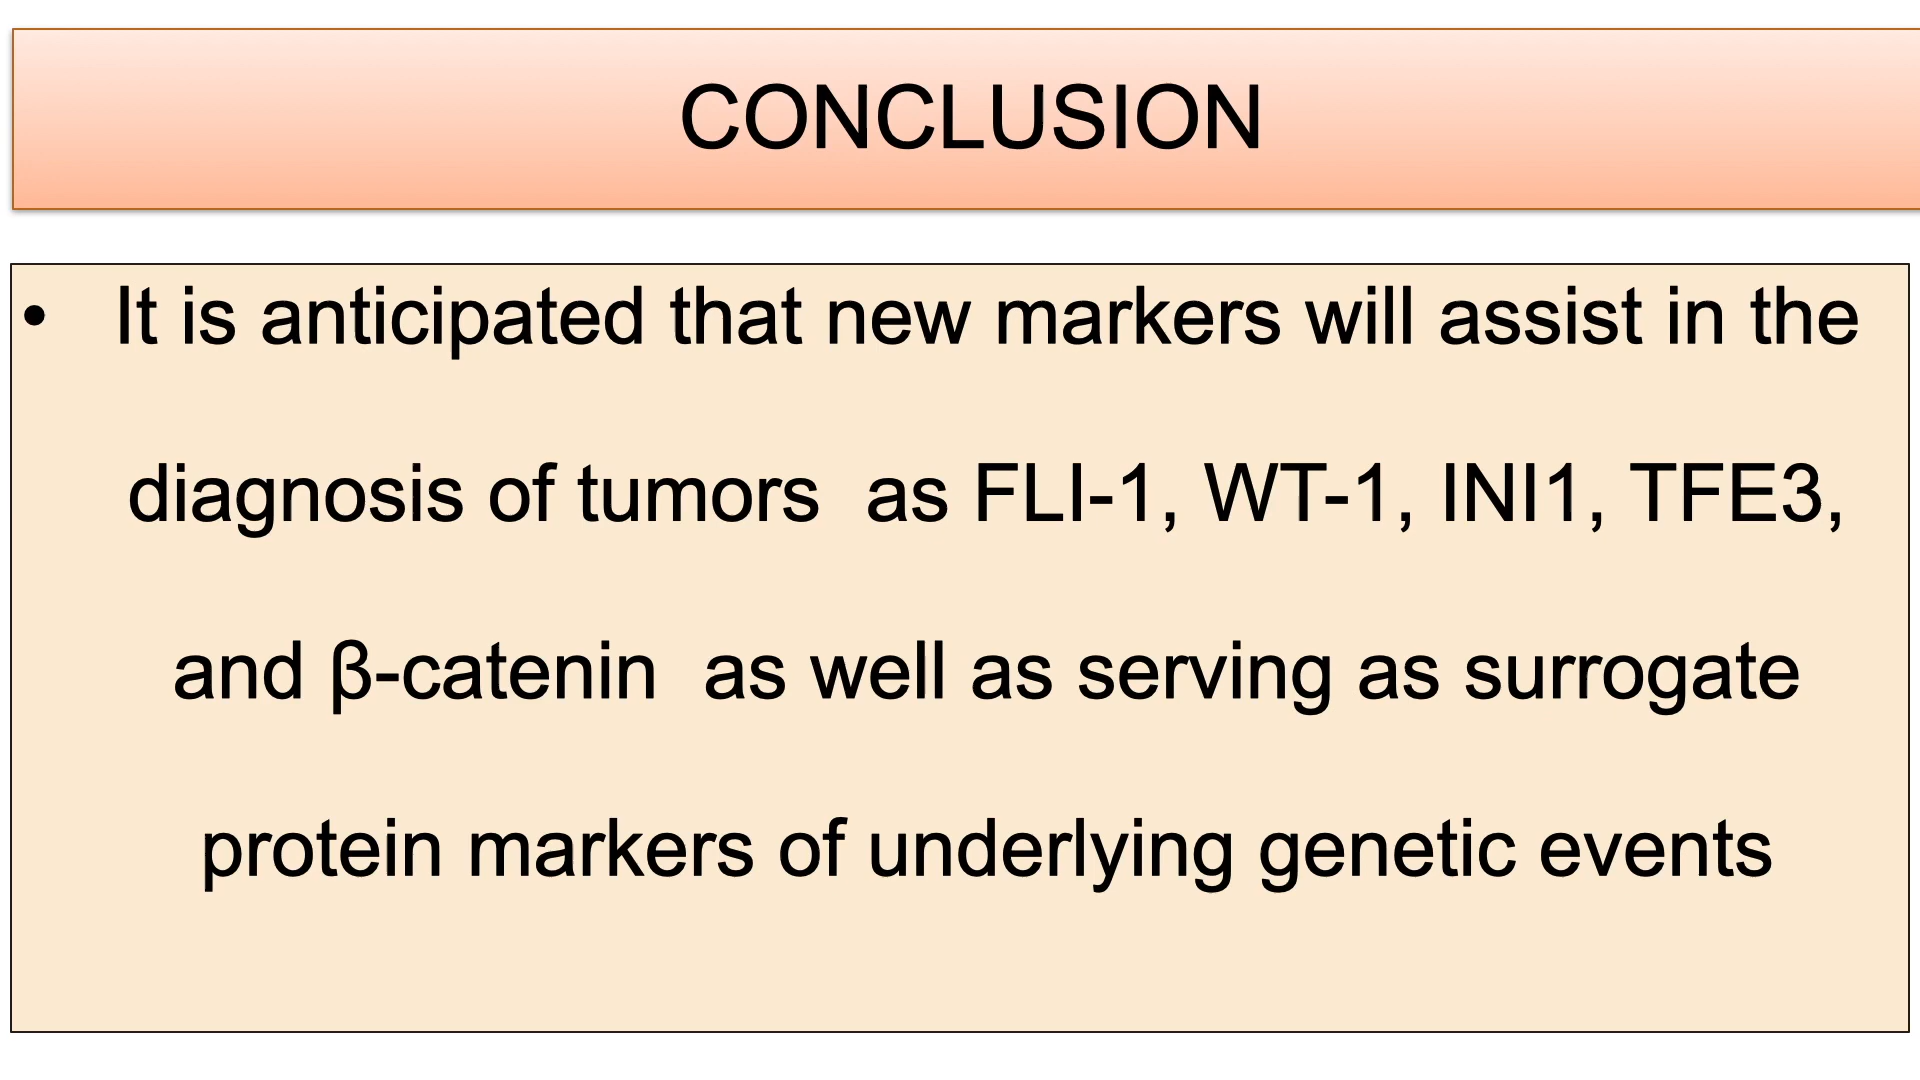 CONCLUSION
• It is anticipated that new markers will assist in the
diagnosis of tumors  as FLI-1, WT-1, INI1, TFE3,
and β-catenin  as well as serving as surrogate
protein markers of underlying genetic events